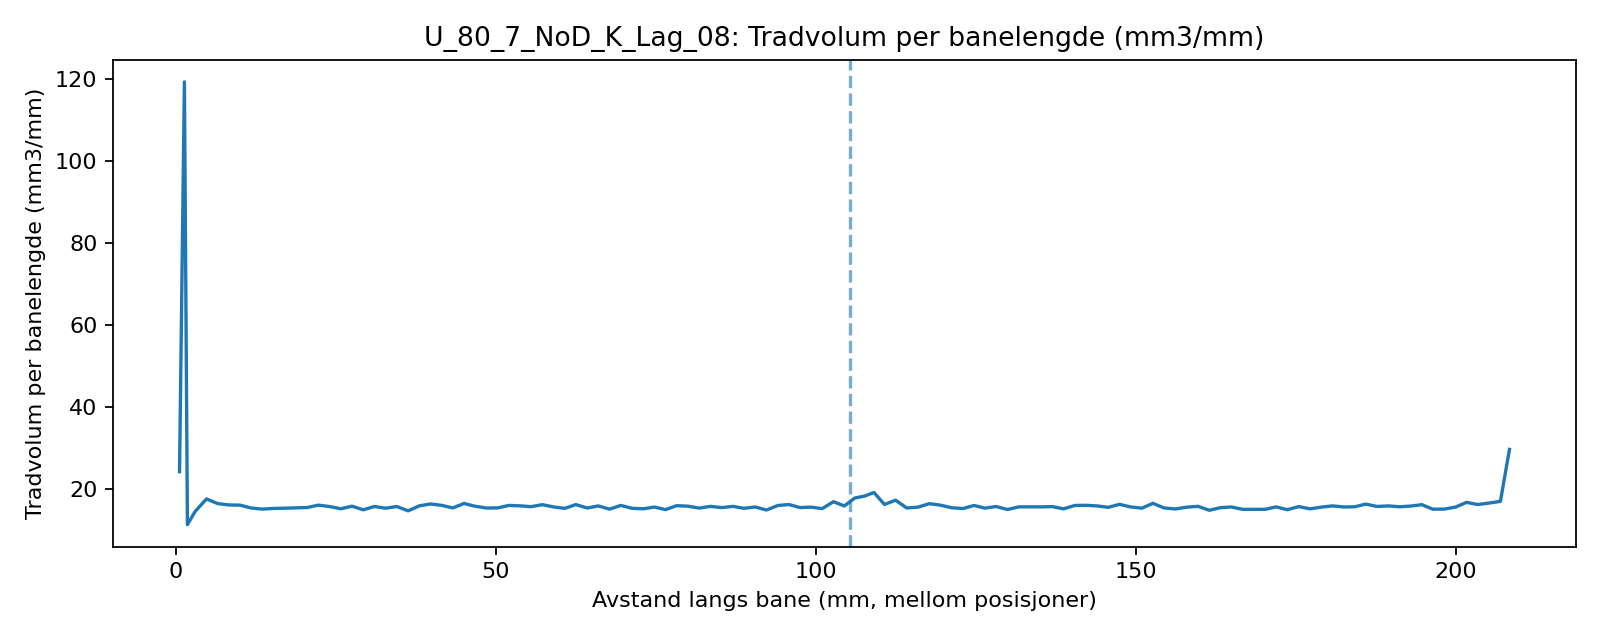 U_80_7_NoD_K_Lag_08: Tradvolum per banelengde (mm3/mm)
Tradvolum per banelengde (mm3/mm)
120
100
80
60
40
20
0 50 100 150 200
Avstand langs bane (mm, mellom posisjoner)